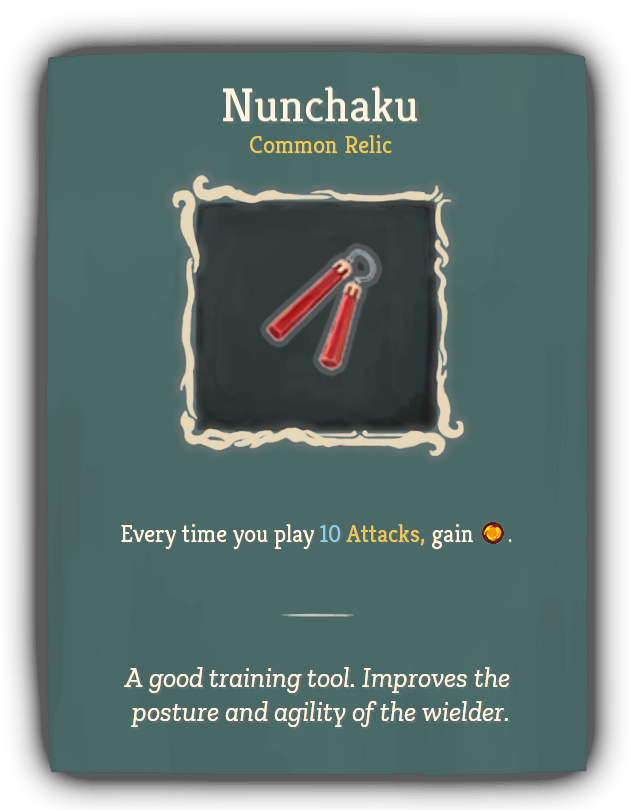 Nunchaku
Common Relic
Every time you play 10 Attacks, gain .
A good training tool. Improves the
posture and agility of the wielder.